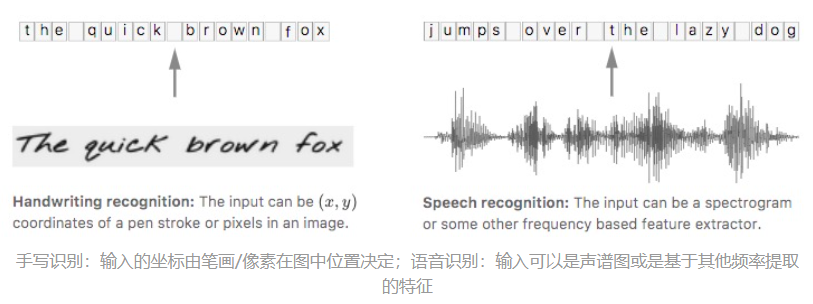 the quick brown fox
The quick brown fox
Handwriting recognition: The input can be (x, y)
coordinates of a pen stroke or pixels in an image.
jumps over the lazy dog
Speech recognition: The input can be a spectrogram
or some other frequency based feature extractor.
手写识别：输入的坐标由笔画/像素在图中位置决定；语音识别：输入可以是声谱图或是基于其他频率提取
的特征